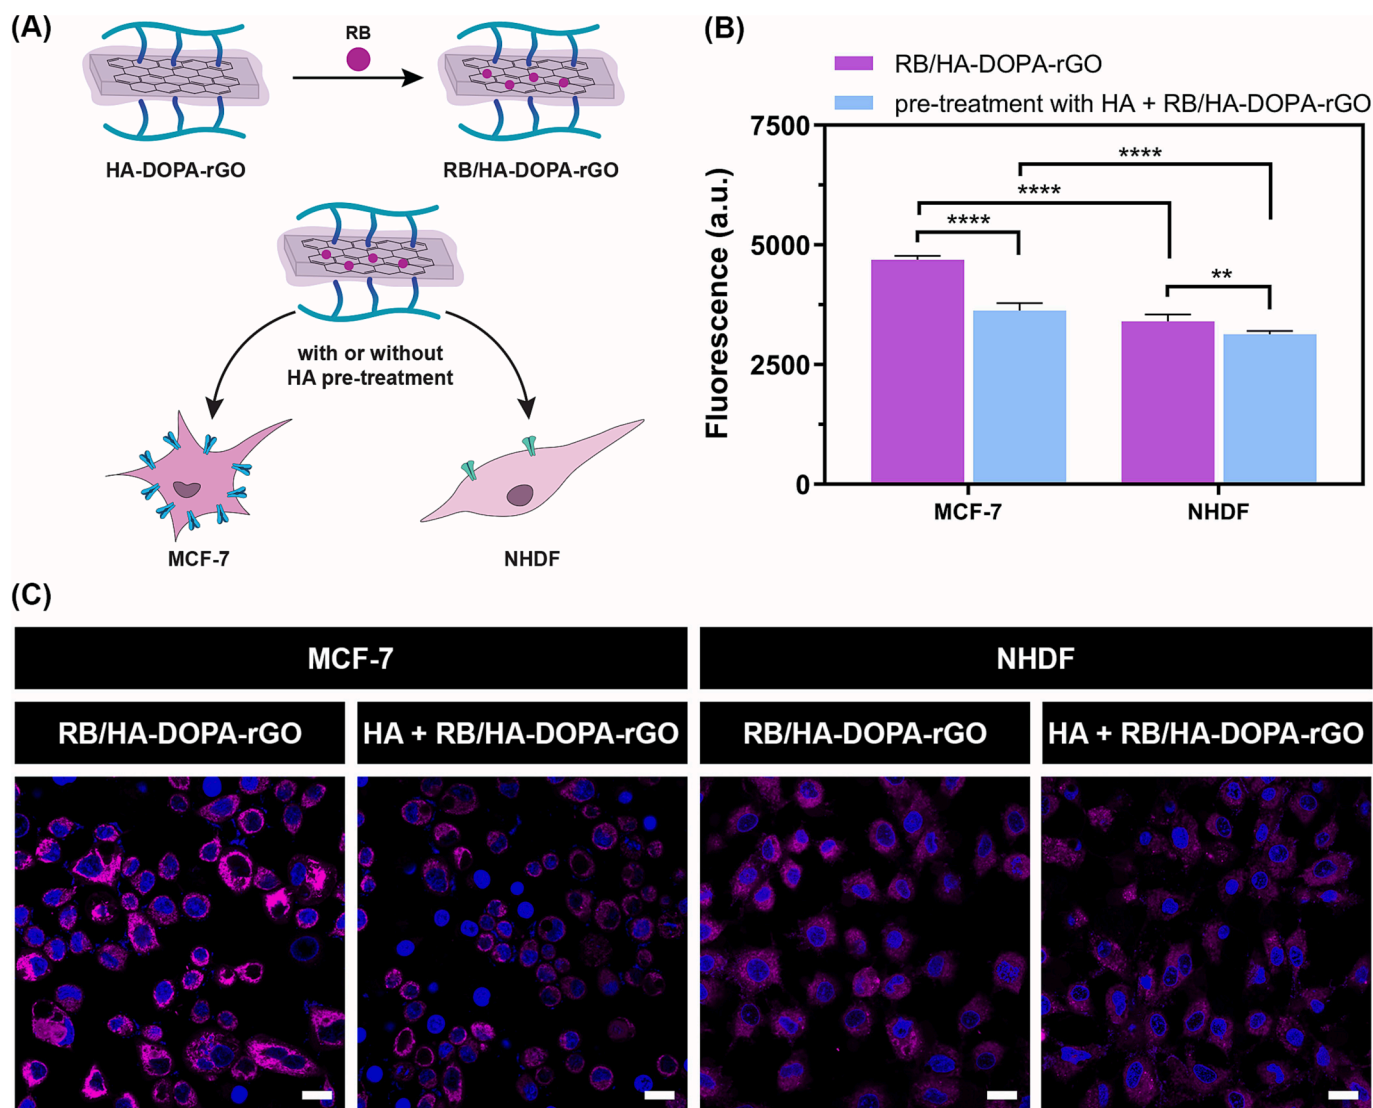 (A)
RB
HA-DOPA-rGO
RB/HA-DOPA-rGO
with or without
HA pre-treatment
MCF-7
NHDF
(B)
RB/HA-DOPA-rGO
pre-treatment with HA + RB/HA-DOPA-rGO
Fluorescence (a.u.)
7500
5000
2500
0
****
****
****
**
MCF-7
NHDF
(C)
MCF-7
NHDF
RB/HA-DOPA-rGO
HA + RB/HA-DOPA-rGO
RB/HA-DOPA-rGO
HA + RB/HA-DOPA-rGO